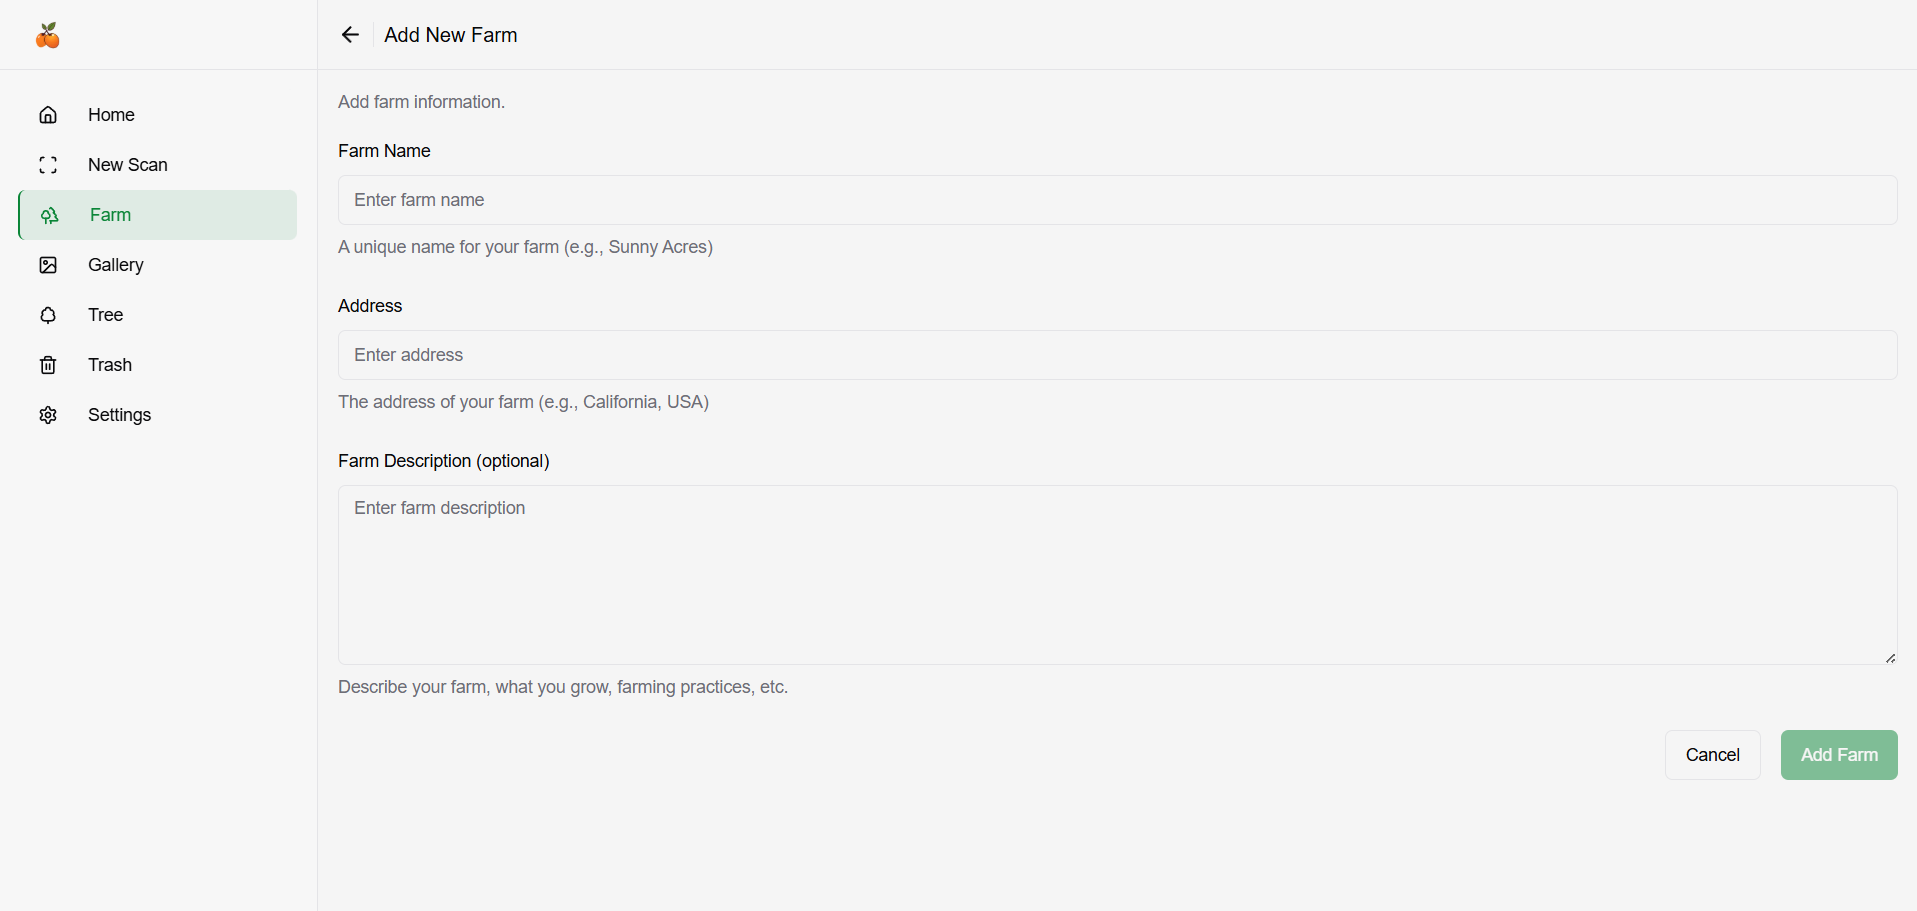 Add New Farm
Home
New Scan
Farm
Gallery
Tree
Trash
Settings
Add farm information.
Farm Name
Enter farm name
A unique name for your farm (e.g., Sunny Acres)
Address
Enter address
The address of your farm (e.g., California, USA)
Farm Description (optional)
Enter farm description
Describe your farm, what you grow, farming practices, etc.
Cancel
Add Farm